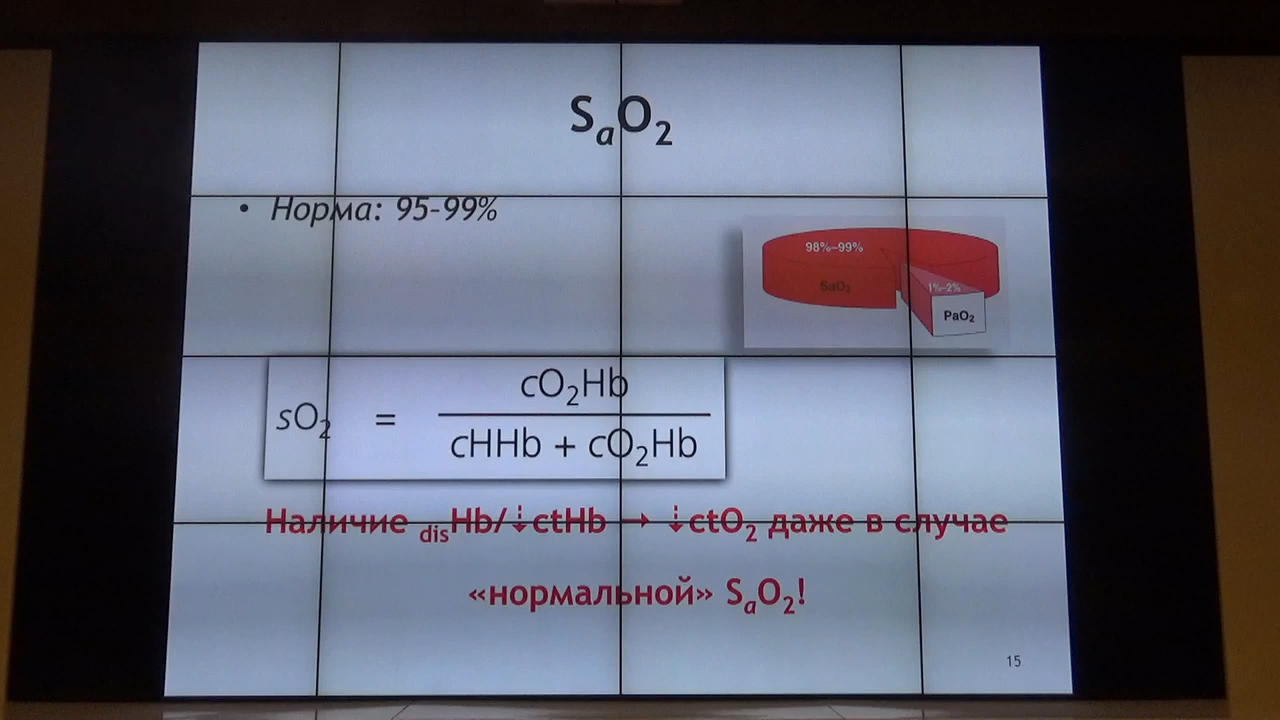 SaO₂
• Норма: 95-99%
98%–99%
SaO₂
1%–2%
PaO₂
sO₂ = cO₂Hb / (cHHb + cO₂Hb)
Наличие disHb/⇣ctHb → ⇣ctO₂ даже в случае
«нормальной» SaO₂!
15